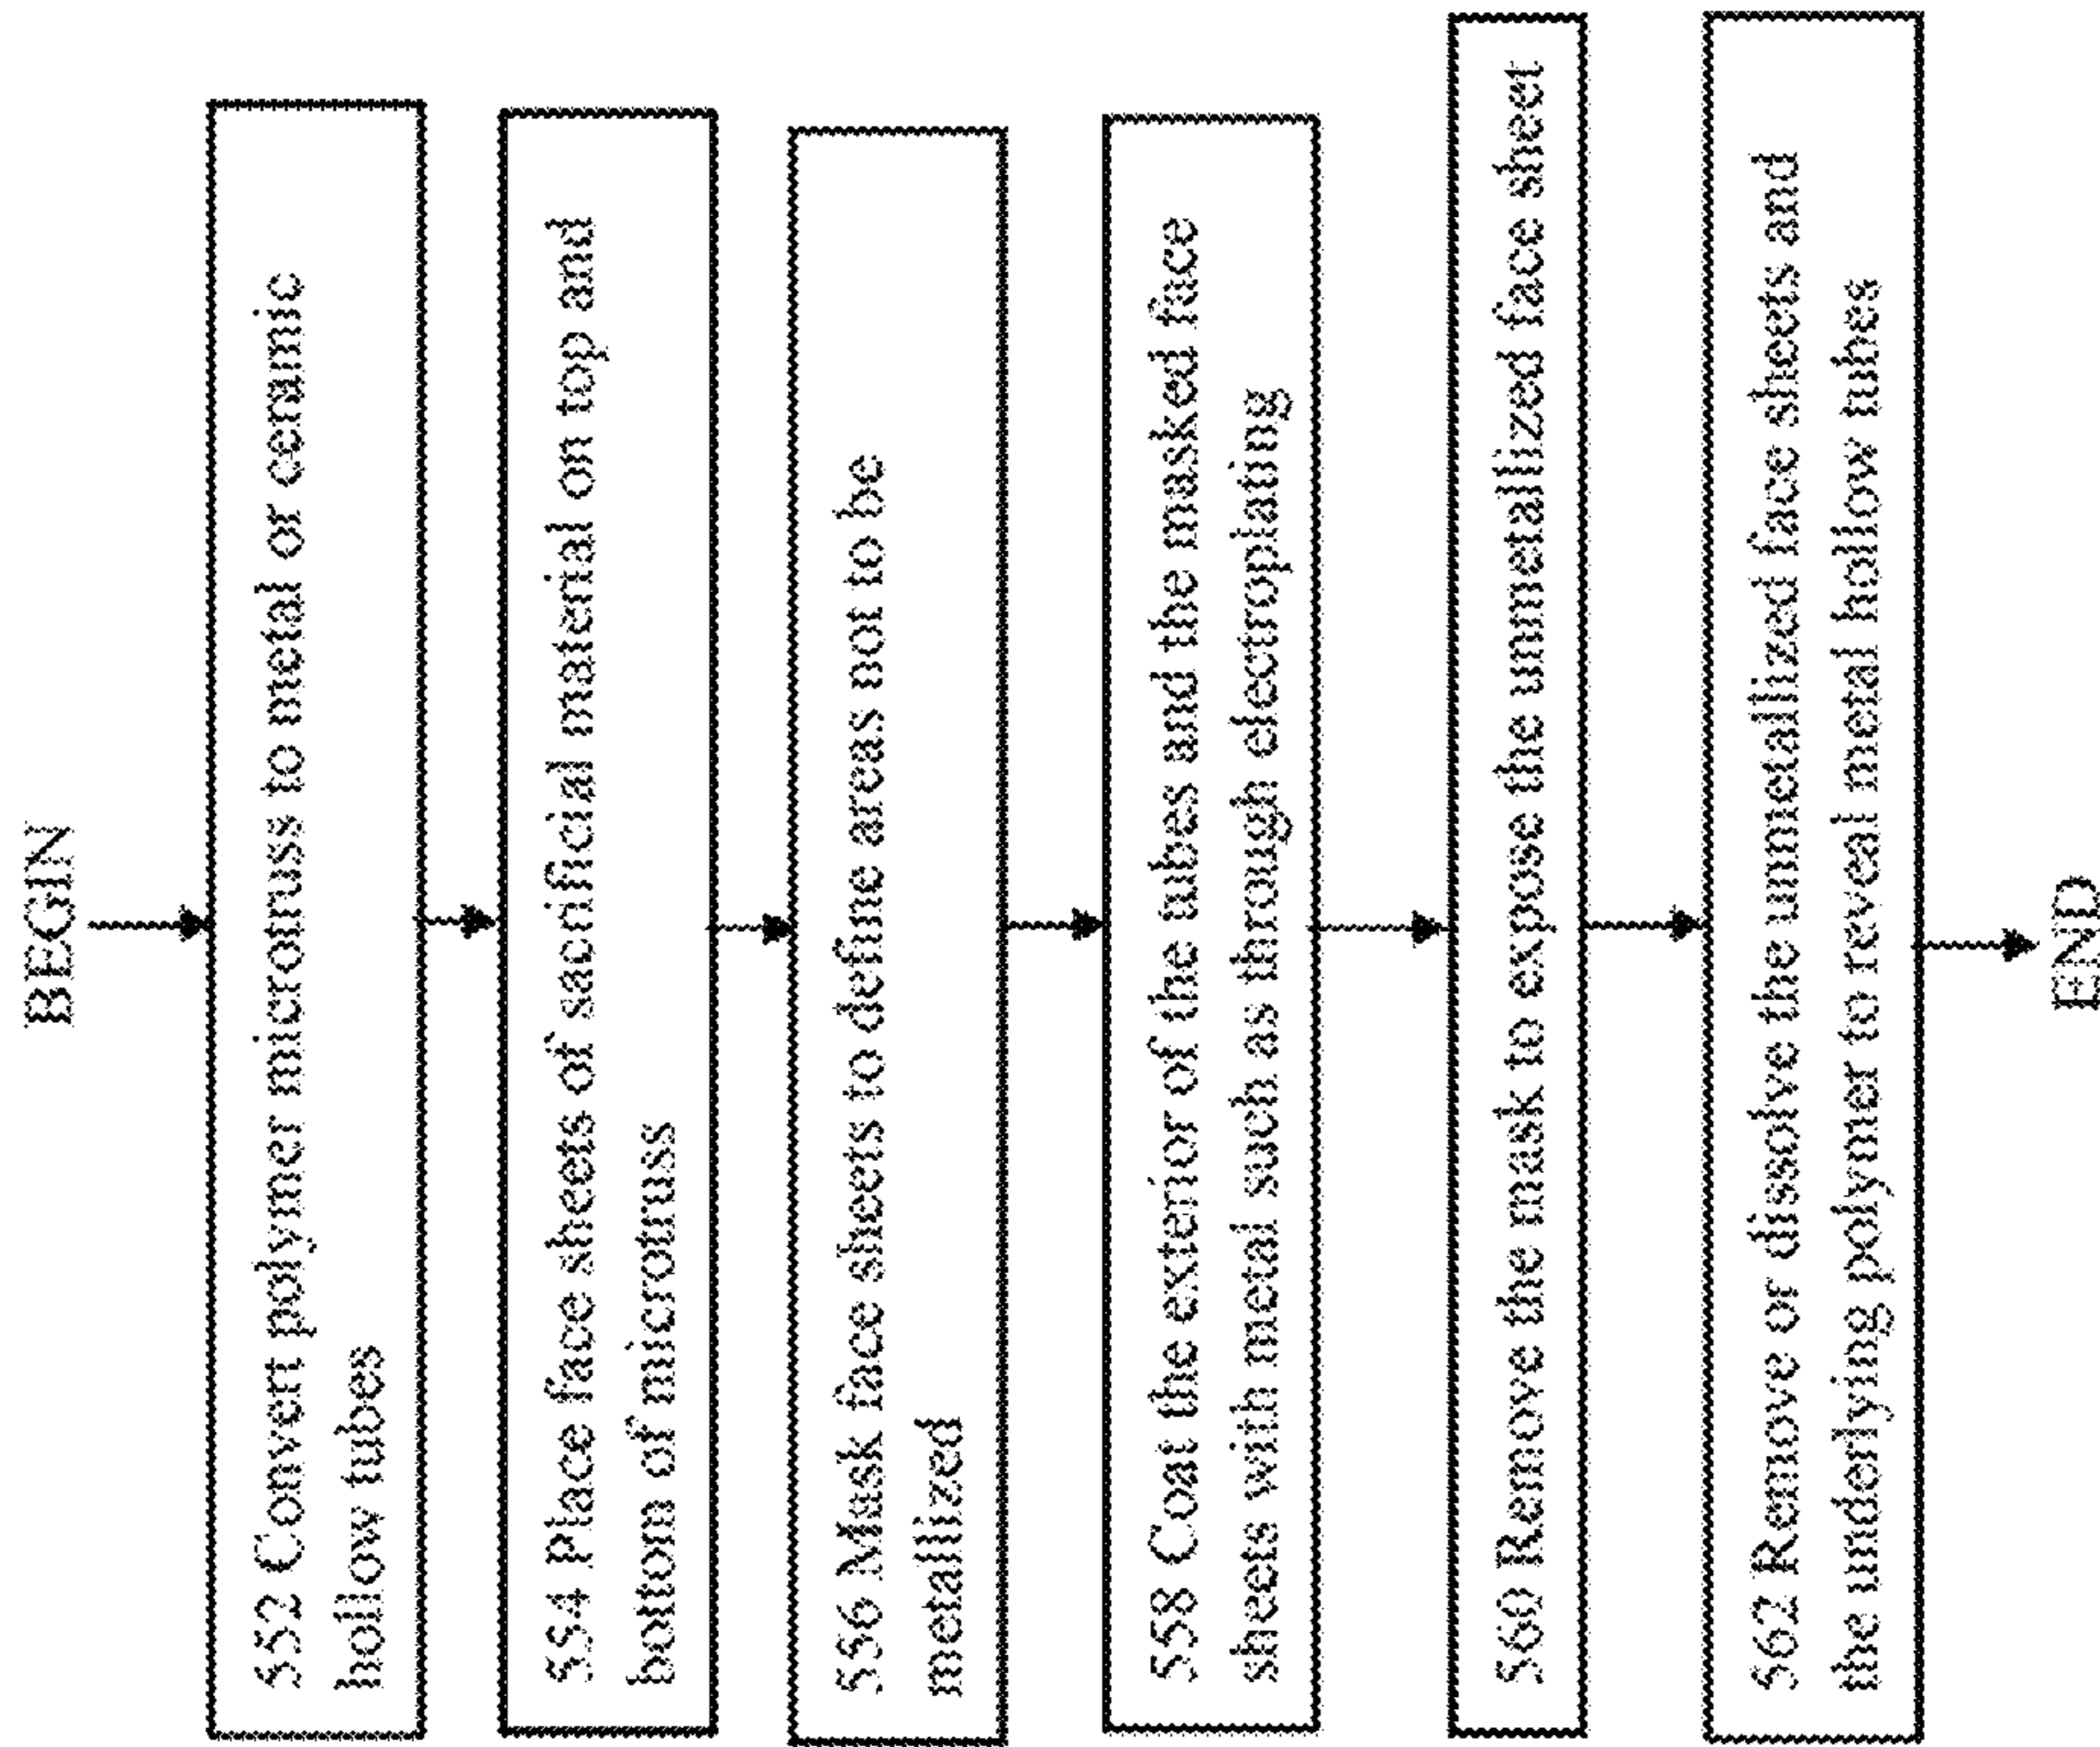 BEGIN
552 Convert polymer microtruss to metal or ceramic
hollow tubes
554 Place face sheets of sacrificial material on top and
bottom of microtruss
556 Mask face sheets to define areas not to be
metallized
558 Coat the exterior of the tubes and the masked face
sheets with metal such as through electroplating
560 Remove the mask to expose the unmetallized face sheet
562 Remove or dissolve the unmetallized face sheets and
the underlying polymer to reveal metal hollow tubes
END